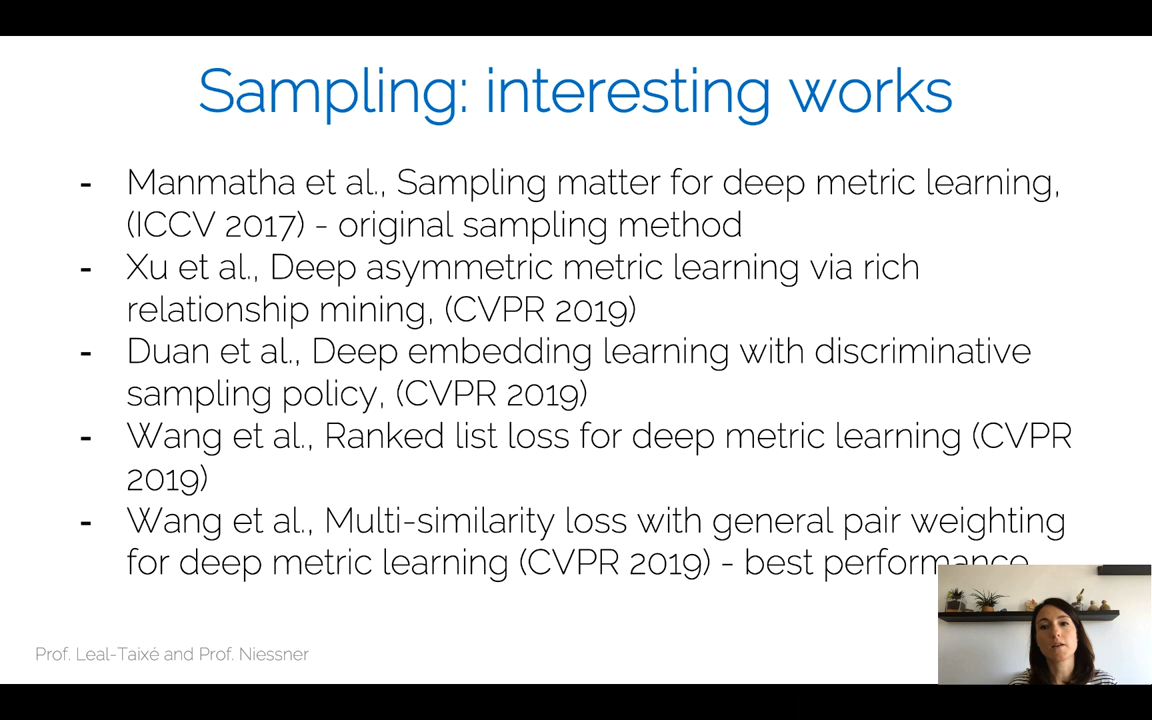 Sampling: interesting works
- Manmatha et al., Sampling matter for deep metric learning,
(ICCV 2017) - original sampling method
- Xu et al., Deep asymmetric metric learning via rich
relationship mining, (CVPR 2019)
- Duan et al., Deep embedding learning with discriminative
sampling policy, (CVPR 2019)
- Wang et al., Ranked list loss for deep metric learning (CVPR
2019)
- Wang et al., Multi-similarity loss with general pair weighting
for deep metric learning (CVPR 2019) - best performance
Prof. Leal-Taixé and Prof. Niessner